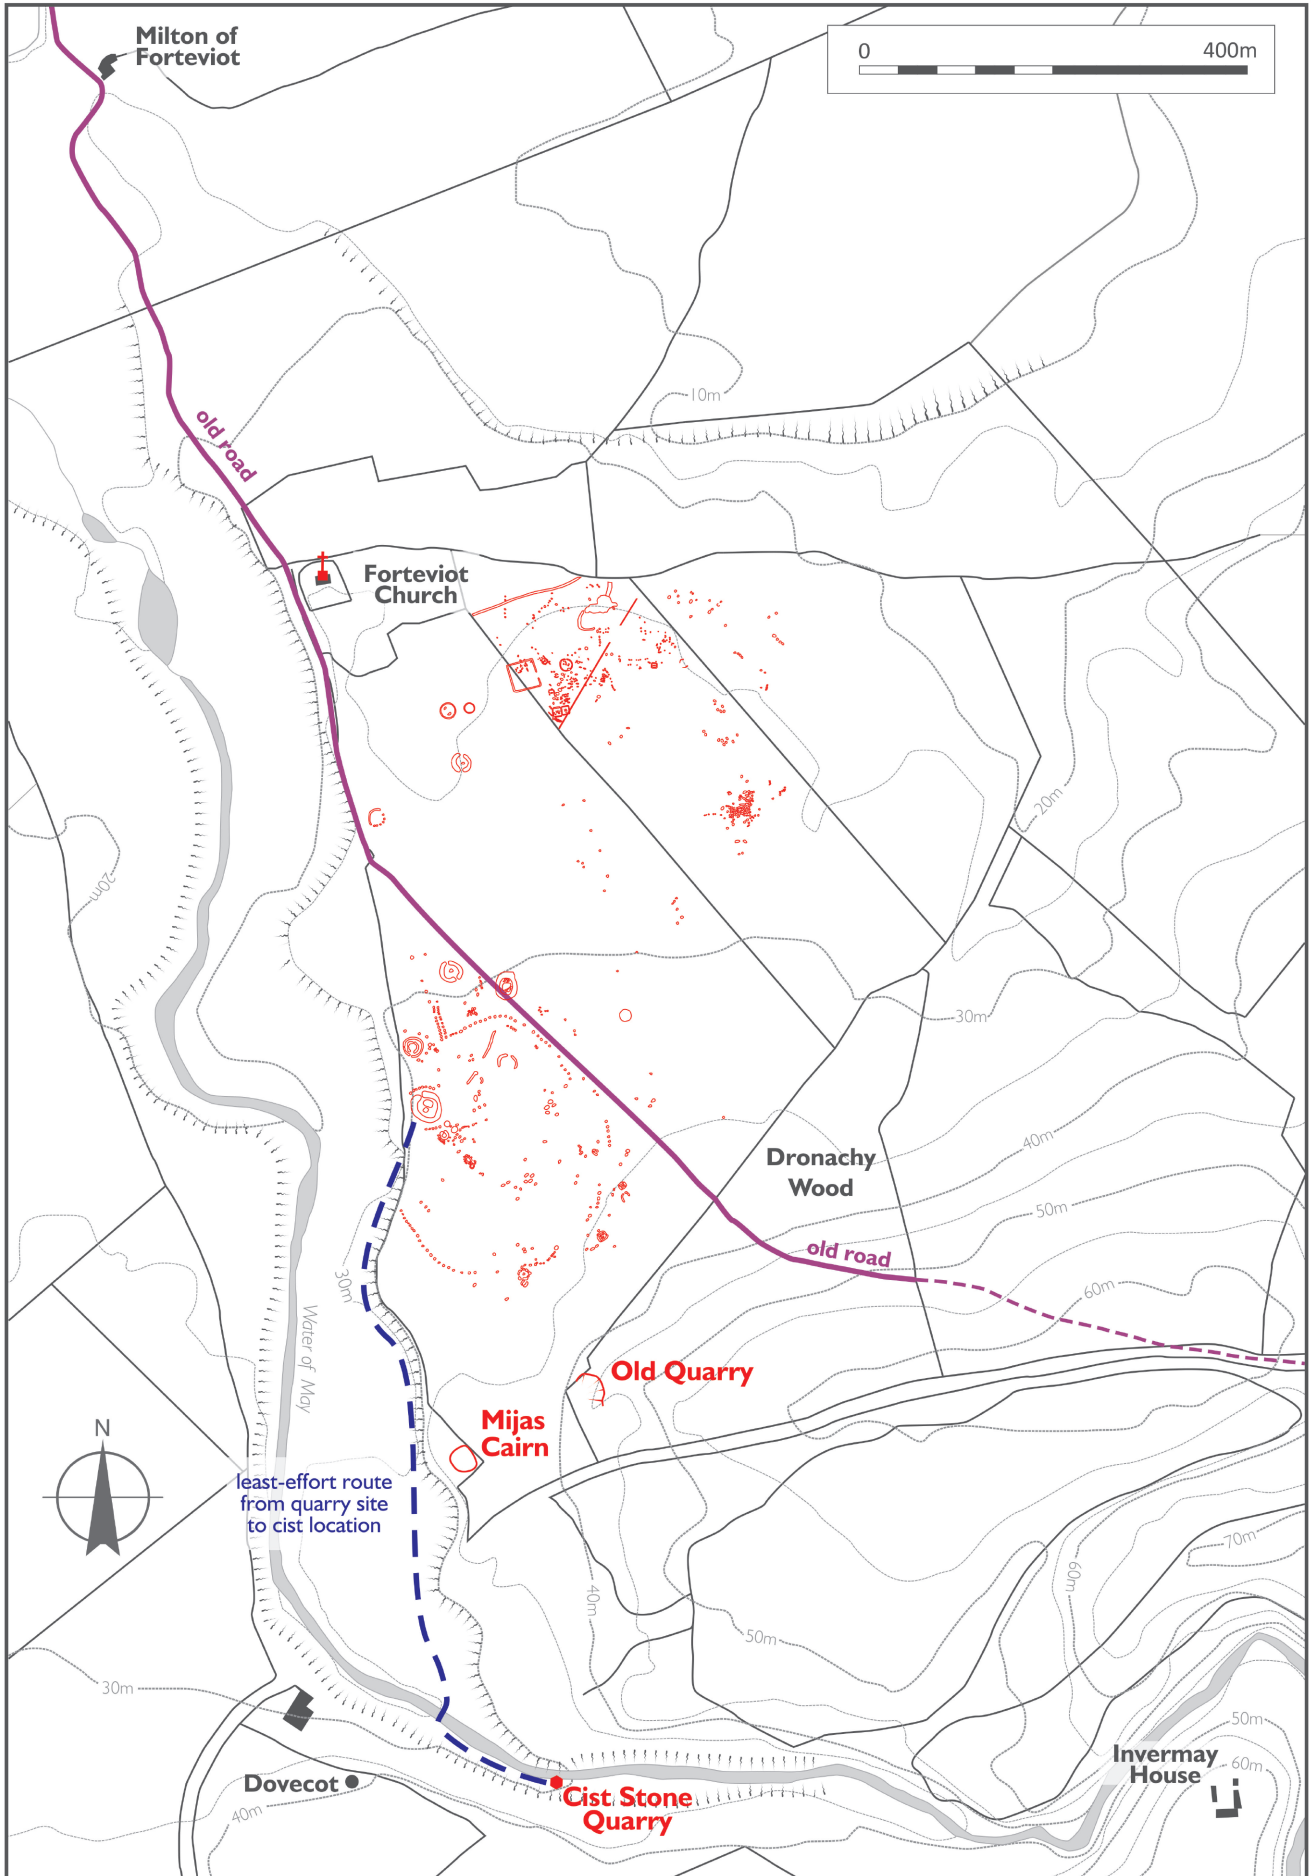 Milton of
Forteviot
0
400m
10m
old road
Forteviot
Church
20m
20m
30m
Dronachy
Wood
40m
50m
old road
60m
30m
Water of May
Old Quarry
Mijas
Cairn
N
least-effort route
from quarry site
to cist location
70m
60m
40m
50m
30m
50m
Invermay
House
60m
Dovecot
40m
Cist Stone
Quarry